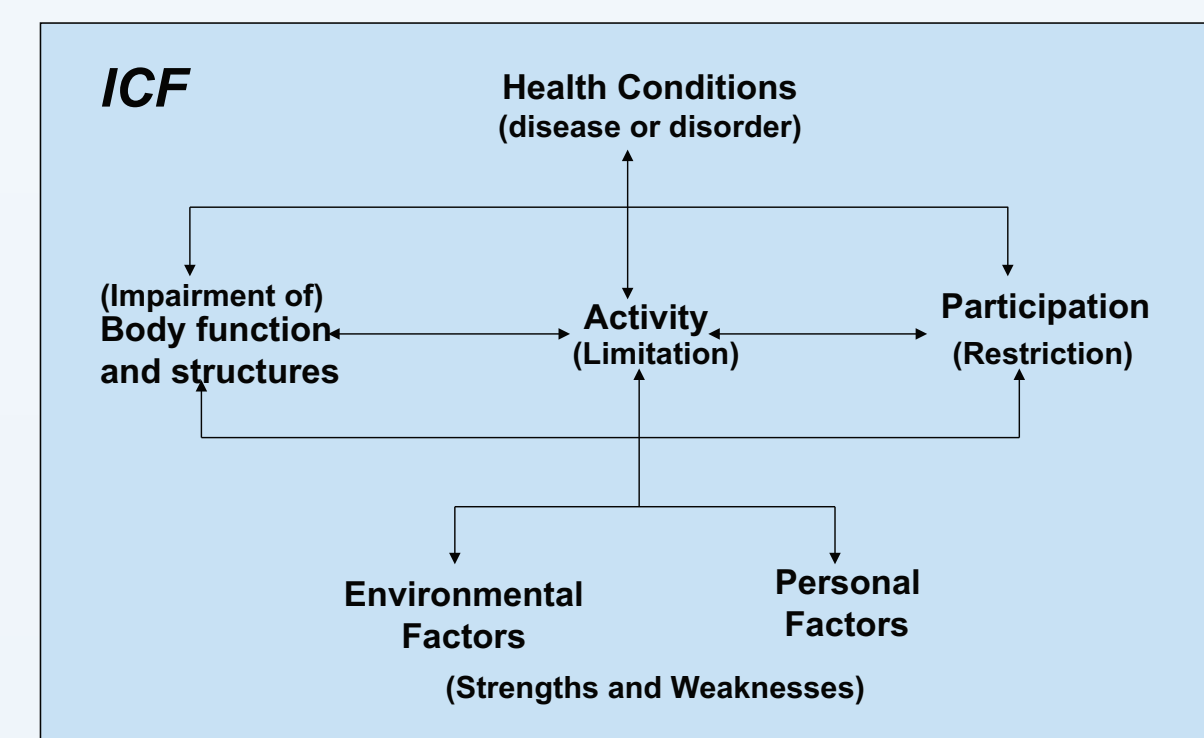 ICF
Health Conditions
(disease or disorder)
(Impairment of)
Body function
and structures
Activity
(Limitation)
Participation
(Restriction)
Environmental
Factors
Personal
Factors
(Strengths and Weaknesses)